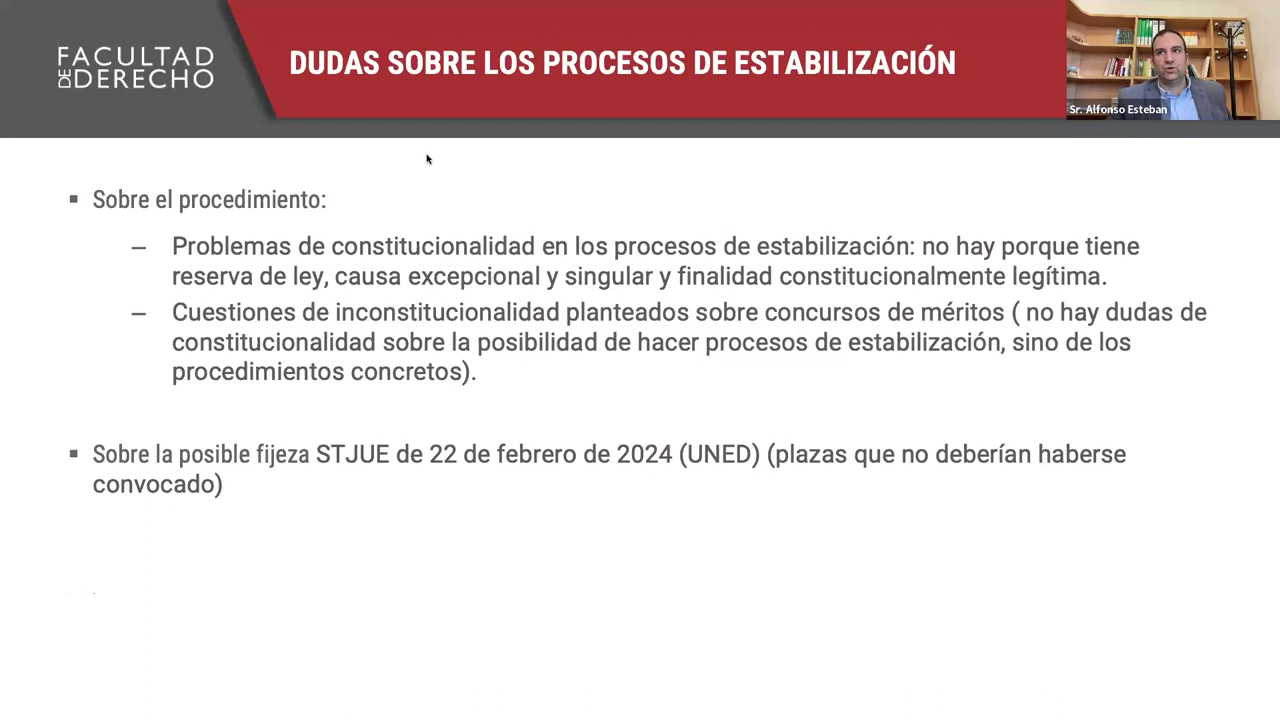 FACULTAD
DE DERECHO
DUDAS SOBRE LOS PROCESOS DE ESTABILIZACIÓN
Sr. Alfonso Esteban
▪ Sobre el procedimiento:
– Problemas de constitucionalidad en los procesos de estabilización: no hay porque tiene
reserva de ley, causa excepcional y singular y finalidad constitucionalmente legítima.
– Cuestiones de inconstitucionalidad planteados sobre concursos de méritos ( no hay dudas de
constitucionalidad sobre la posibilidad de hacer procesos de estabilización, sino de los
procedimientos concretos).
▪ Sobre la posible fijeza STJUE de 22 de febrero de 2024 (UNED) (plazas que no deberían haberse
convocado)